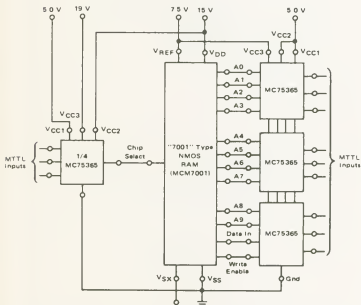 5 0 V
19 V
7 5 V
15 V
5 0 V
VREF
VDD
VCC2
VCC3
VCC1
VCC3
VCC1
VCC2
A0
A1
A2
A3
MC75365
1/4
MC75365
MTTL
Inputs
Chip
Select
"7001" Type
NMOS
RAM
(MCM7001)
A4
A5
A6
A7
MC75365
MTTL
Inputs
A8
A9
Data In
Write
Enable
MC75365
VSX
VSS
Gnd